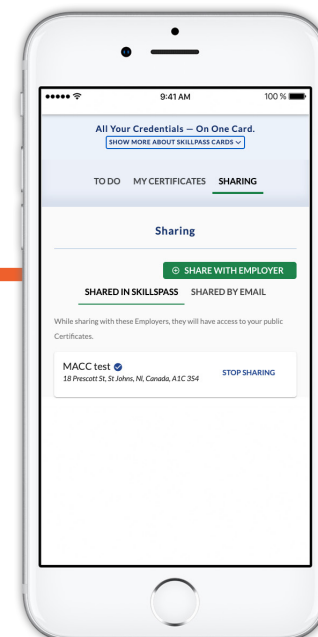 9:41 AM 100 %
All Your Credentials — On One Card.
SHOW MORE ABOUT SKILLPASS CARDS
TO DO MY CERTIFICATES SHARING
Sharing
SHARE WITH EMPLOYER
SHARED IN SKILLSPASS SHARED BY EMAIL
While sharing with these Employers, they will have access to your public
Certificates.
MACC test
18 Prescott St, St Johns, Nl, Canada, A1C 3S4
STOP SHARING